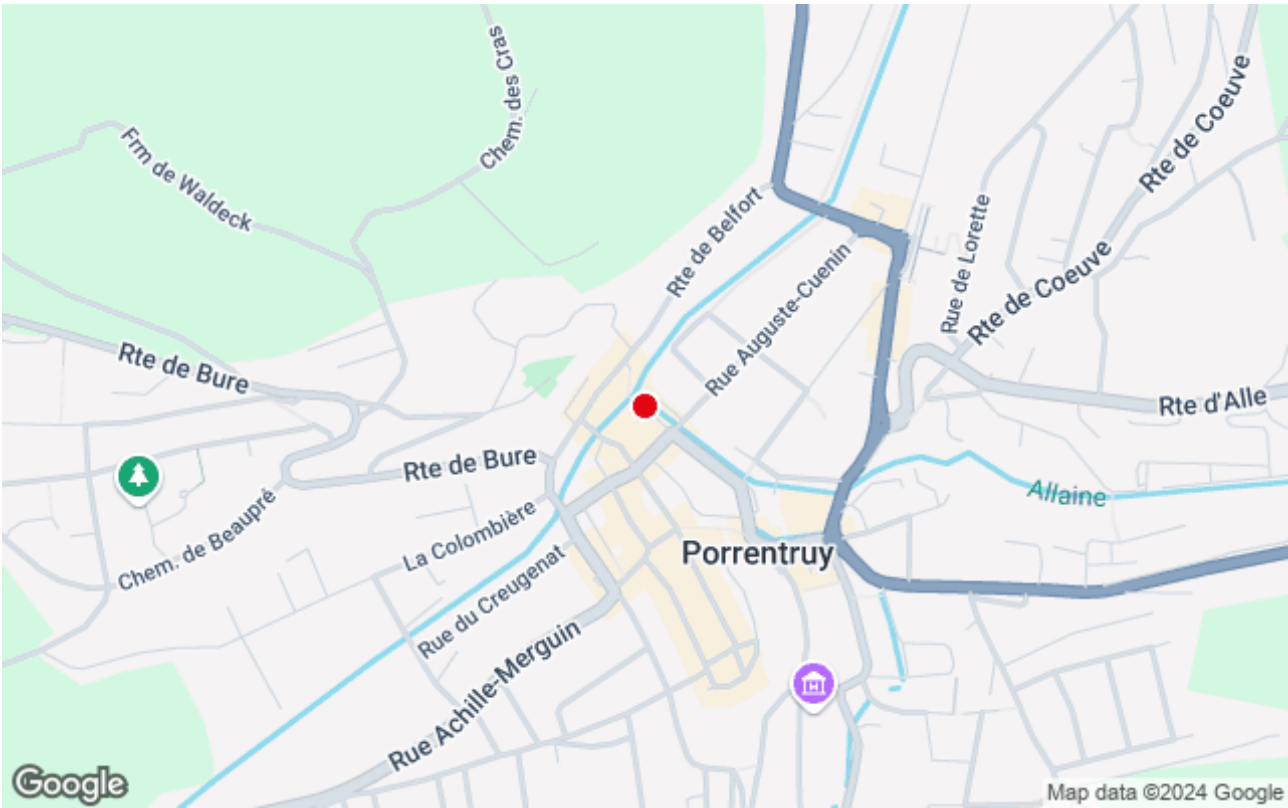 Chem. des Cras
Frm de Waldeck
Rte de Coeuve
Rte de Belfort
Rue de Lorette
Rue Auguste-Cuenin
Rte de Coeuve
Rte de Bure
Rte d'Alle
Rte de Bure
Allaine
Chem. de Beaupré
La Colombière
Porrentruy
Rue du Creugenat
Rue Achille-Merguin
Google
Map data ©2024 Google